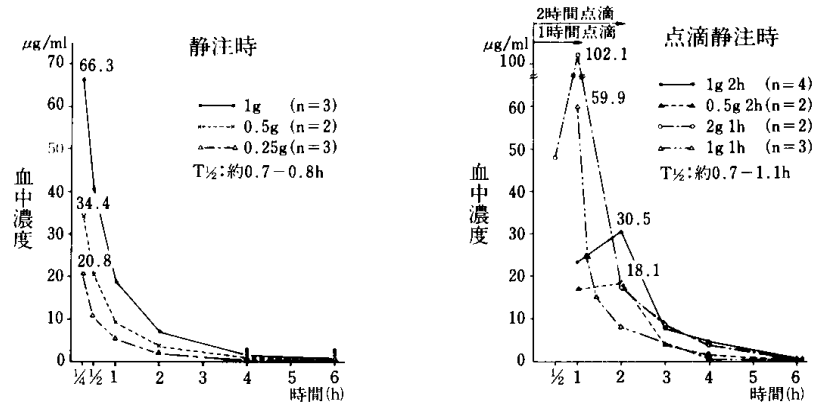 静注時
μg/ml
70
60
50
40
30
20
10
0
血中濃度
66.3
34.4
20.8
1g (n=3)
0.5g (n=2)
0.25g (n=3)
T½:約0.7-0.8h
¼ ½ 1 2 3 4 5 6
時間(h)
2時間点滴
1時間点滴
点滴静注時
μg/ml
100
60
50
40
30
20
10
0
血中濃度
102.1
59.9
30.5
18.1
1g 2h (n=4)
0.5g 2h (n=2)
2g 1h (n=2)
1g 1h (n=3)
T½:約0.7-1.1h
½ 1 2 3 4 5 6
時間(h)